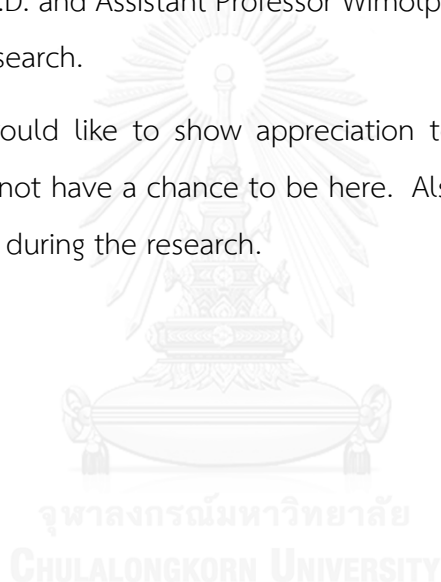 .D. and Assistant Professor Wimolp
search.
ould like to show appreciation t
not have a chance to be here. Als
during the research.
จุฬาลงกรณ์มหาวิทยาลัย
CHULALONGKORN UNIVERSITY